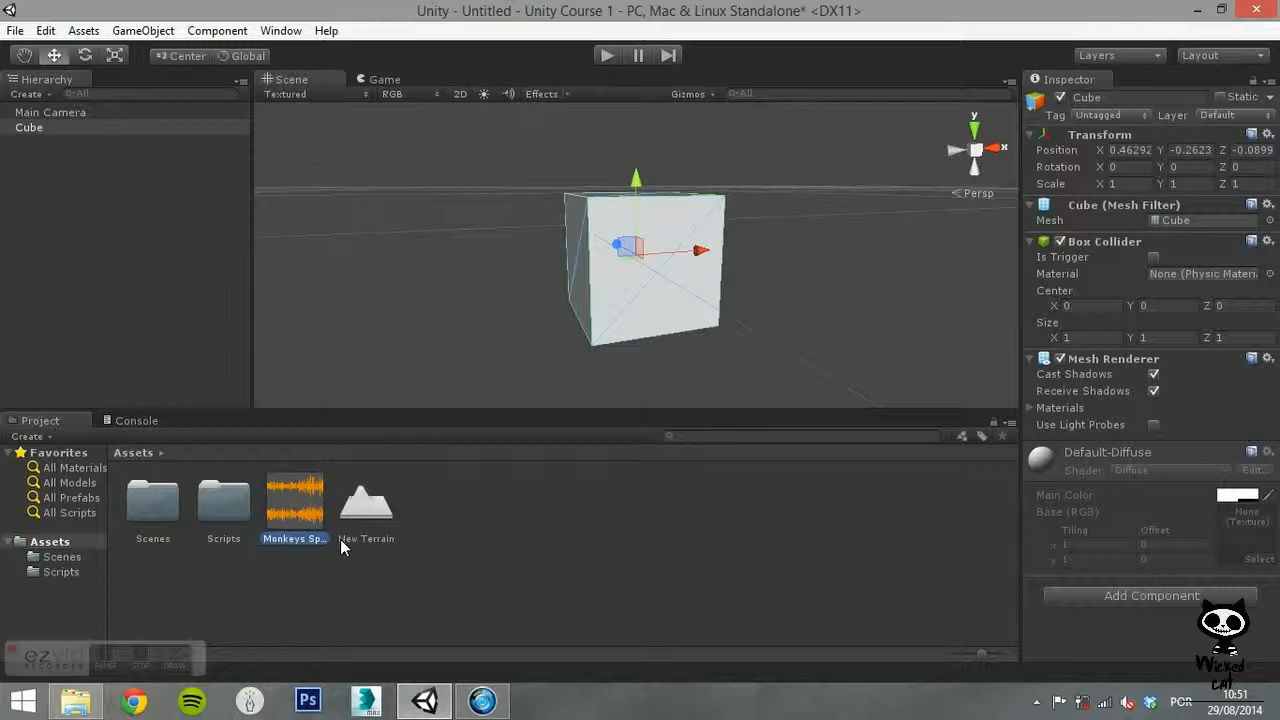 Unity - Untitled - Unity Course 1 - PC, Mac & Linux Standalone* <DX11>
File Edit Assets GameObject Component Window Help
Center Global Layers Layout
Hierarchy Scene Game Inspector
Create All Textured RGB 2D Effects Gizmos All Cube Static
Main Camera
Cube
Tag Untagged Layer Default
y
x
Persp
Transform
Position X 0.46292 Y -0.2623 Z -0.0899
Rotation X 0 Y 0 Z 0
Scale X 1 Y 1 Z 1
Cube (Mesh Filter)
Mesh Cube
Box Collider
Is Trigger
Material None (Physic Materi
Center
X 0 Y 0 Z 0
Size
X 1 Y 1 Z 1
Mesh Renderer
Cast Shadows
Receive Shadows
Materials
Use Light Probes
Default-Diffuse
Shader Diffuse Edit...
Main Color
Base (RGB)
None
(Texture)
Tiling Offset
x 1 0
y 1 0
Select
Add Component
Project Console
Create
Favorites
All Materials
All Models
All Prefabs
All Scripts
Assets
Scenes
Scripts
Assets
Scenes Scripts Monkeys Sp... New Terrain
ezvid
RECORDER PAUSE STOP DRAW
Wicked
cat
Ps
POR
10:51
29/08/2014